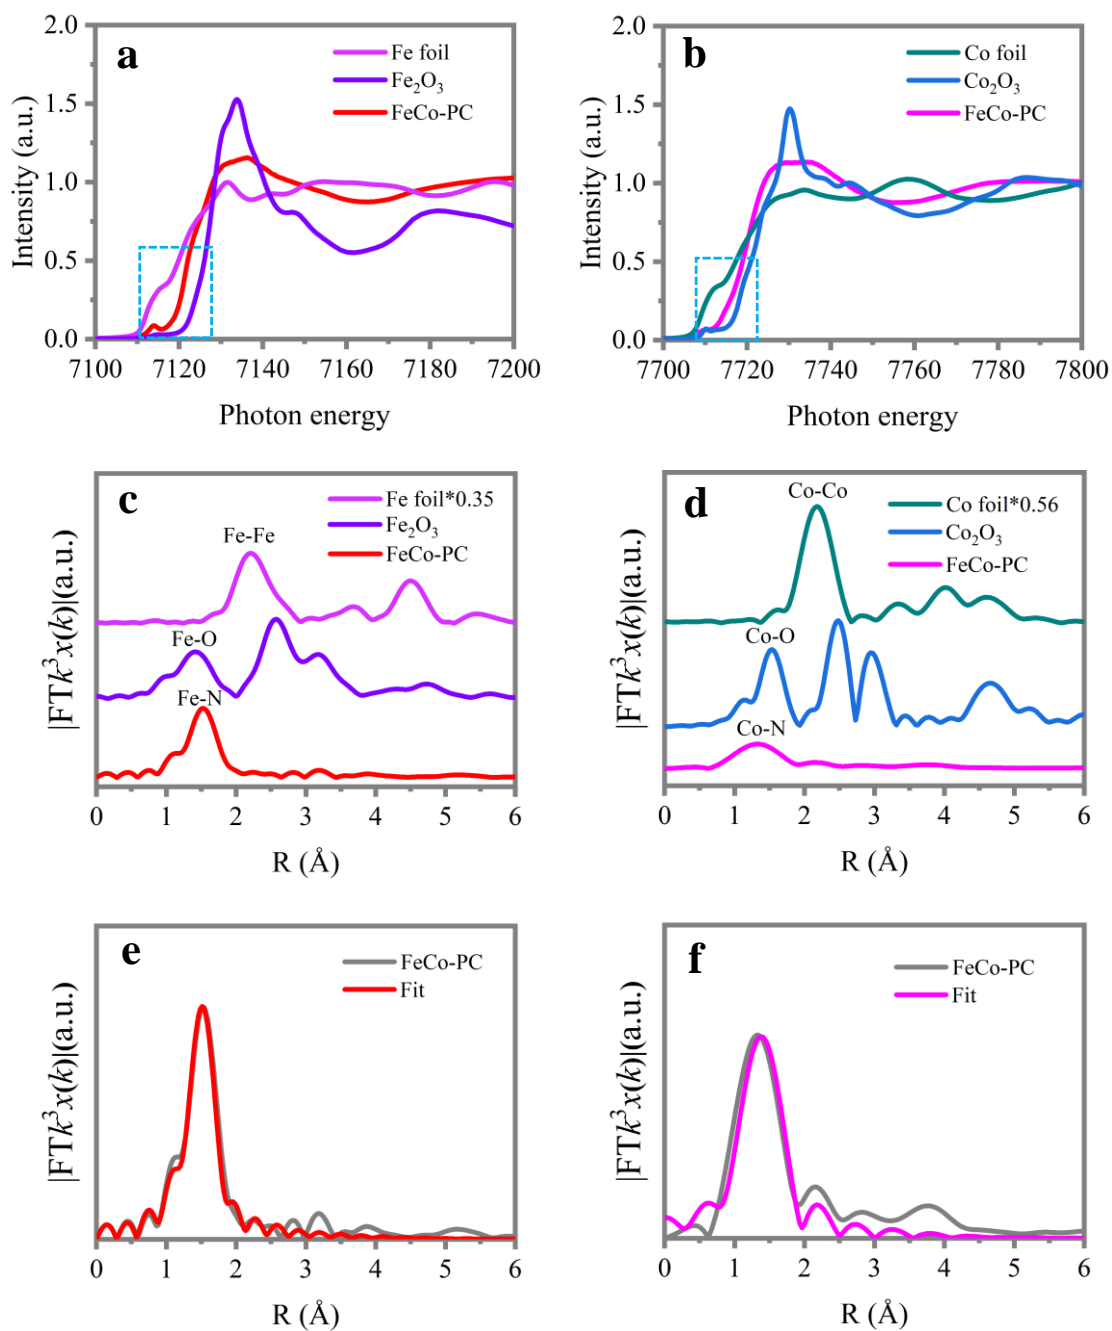 a
Fe foil
Fe₂O₃
FeCo-PC
2.0
1.5
1.0
0.5
0.0
Intensity (a.u.)
7100 7120 7140 7160 7180 7200
Photon energy
b
Co foil
Co₂O₃
FeCo-PC
2.0
1.5
1.0
0.5
0.0
Intensity (a.u.)
7700 7720 7740 7760 7780 7800
Photon energy
c
Fe foil*0.35
Fe₂O₃
FeCo-PC
Fe-Fe
Fe-O
Fe-N
|FTk³x(k)|(a.u.)
0 1 2 3 4 5 6
R (Å)
d
Co-Co
Co foil*0.56
Co₂O₃
FeCo-PC
Co-O
Co-N
|FTk³x(k)|(a.u.)
0 1 2 3 4 5 6
R (Å)
e
FeCo-PC
Fit
|FTk³x(k)|(a.u.)
0 1 2 3 4 5 6
R (Å)
f
FeCo-PC
Fit
|FTk³x(k)|(a.u.)
0 1 2 3 4 5 6
R (Å)